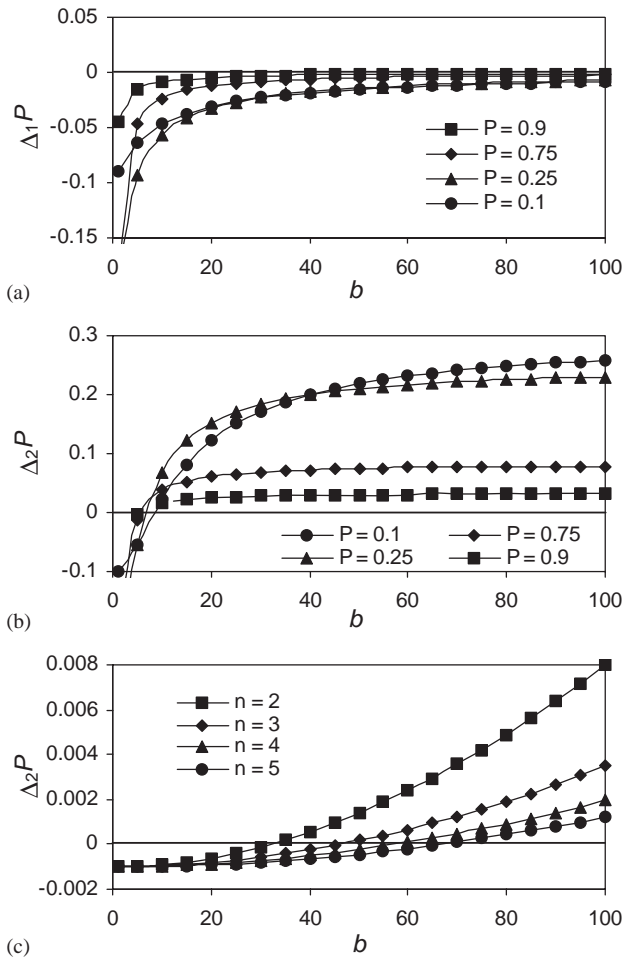 0.05
0
-0.05
-0.1
-0.15
Δ₁P
P = 0.9
P = 0.75
P = 0.25
P = 0.1
0 20 40 60 80 100
(a)
b
0.3
0.2
0.1
0
-0.1
Δ₂P
P = 0.1 P = 0.75
P = 0.25 P = 0.9
0 20 40 60 80 100
(b)
b
0.008
0.006
0.004
0.002
0
-0.002
Δ₂P
n = 2
n = 3
n = 4
n = 5
0 20 40 60 80 100
(c)
b